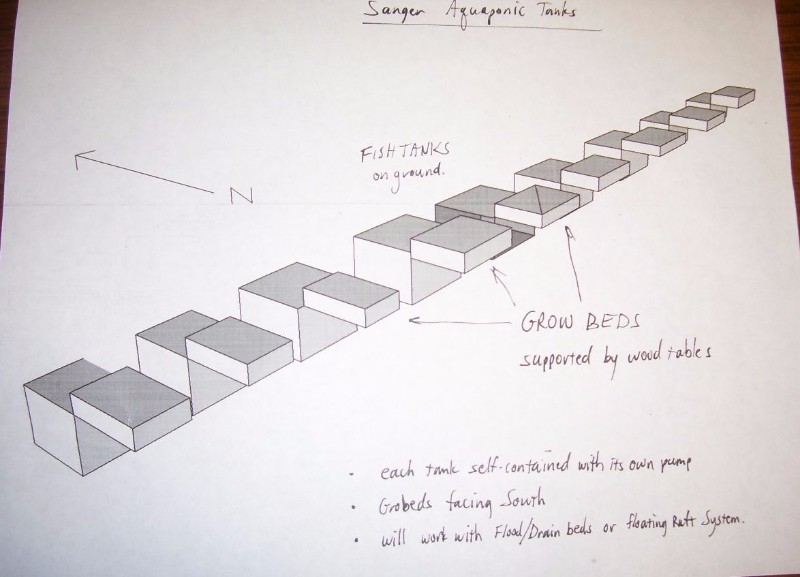 Sanger Aquaponic Tanks
FISH TANKS
on ground.
N
GROW BEDS
supported by wood tables
• each tank self-contained with its own pump
• Grobeds facing South
• will work with Flood/Drain beds or floating Raft System.